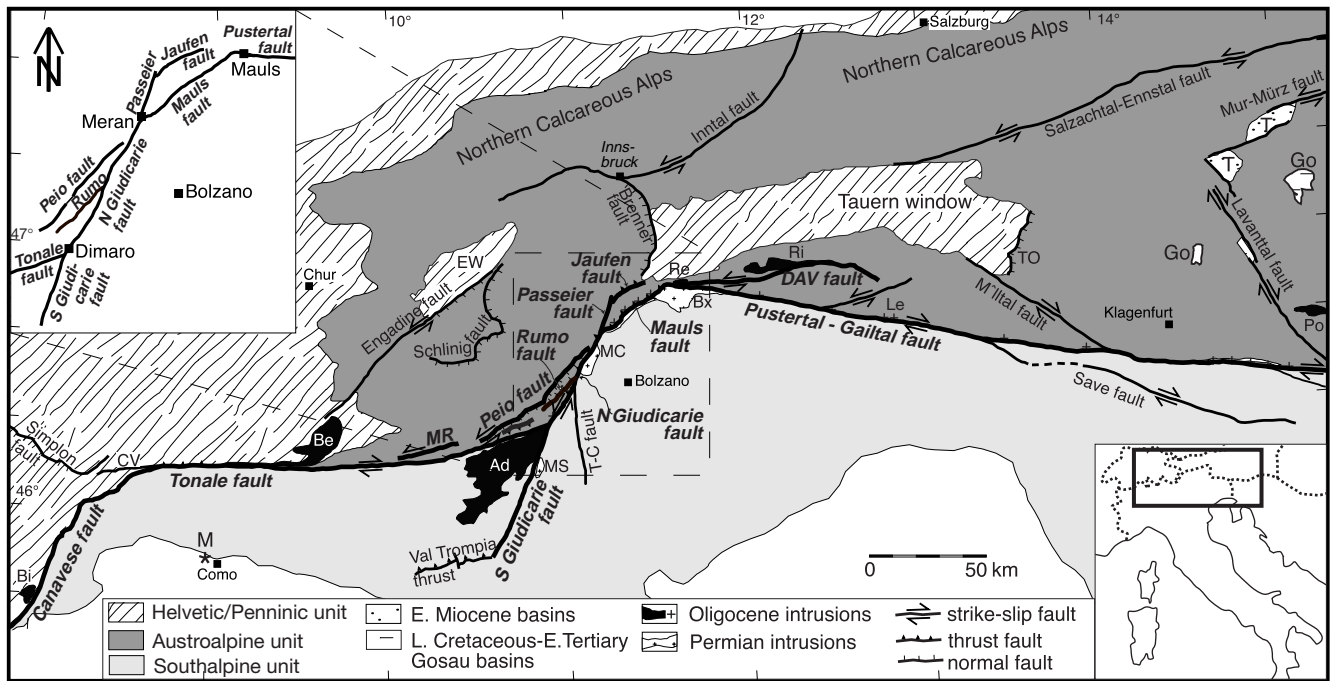 10°
12°
14°
Salzburg
N
Passeier
Jaufen
fault
Pustertal
fault
Mauls
Mauls
fault
Meran
Peio fault
Rumo
N Giudicarie
fault
Bolzano
47°
Tonale
fault
Dimaro
S Giudi-
carie
fault
Northern Calcareous Alps
Northern Calcareous Alps
Inntal fault
Salzachtal-Ennstal fault
Mur-Mürz fault
T
T
Go
Inns-
bruck
Brenner
fault
Tauern window
Lavanttal fault
Go
TO
Chur
EW
Engadine fault
Schlinig
fault
Jaufen
fault
Re
Ri
DAV fault
Bx
Passeier
fault
Mauls
fault
Pustertal - Gailtal fault
Le
M˘lltal fault
Klagenfurt
Po
Rumo
fault
MC
Bolzano
Save fault
Peio fault
N Giudicarie
fault
T-C fault
Simplon
fault
CV
Be
MR
Tonale fault
Ad
MS
46°
S Giudicarie
fault
Canavese fault
Bi
M
*
Como
Val Trompia
thrust
0 50 km
Helvetic/Penninic unit
Austroalpine unit
Southalpine unit
E. Miocene basins
L. Cretaceous-E.Tertiary
Gosau basins
Oligocene intrusions
Permian intrusions
strike-slip fault
thrust fault
normal fault